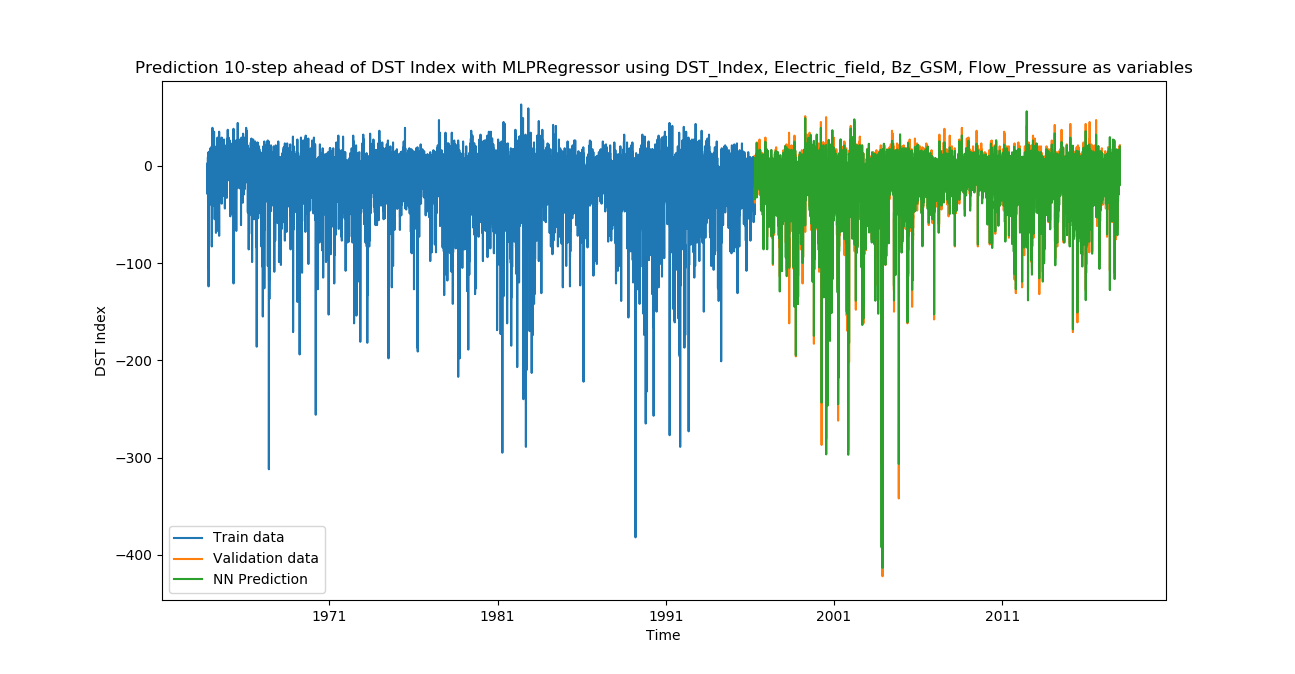 Prediction 10-step ahead of DST Index with MLPRegressor using DST_Index, Electric_field, Bz_GSM, Flow_Pressure as variables
0
−100
−200
−300
−400
DST Index
Train data
Validation data
NN Prediction
1971
1981
1991
2001
2011
Time